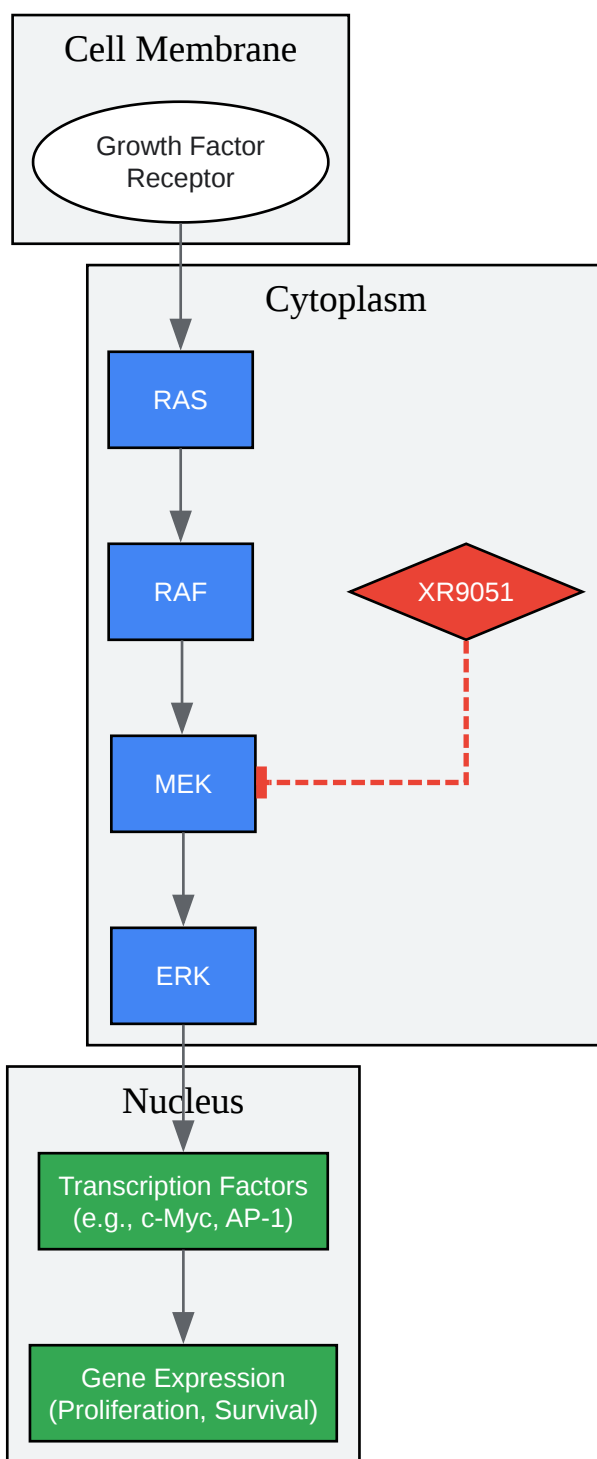 Cell Membrane
Growth Factor
Receptor
Cytoplasm
RAS
RAF
XR9051
MEK
ERK
Nucleus
Transcription Factors
(e.g., c-Myc, AP-1)
Gene Expression
(Proliferation, Survival)